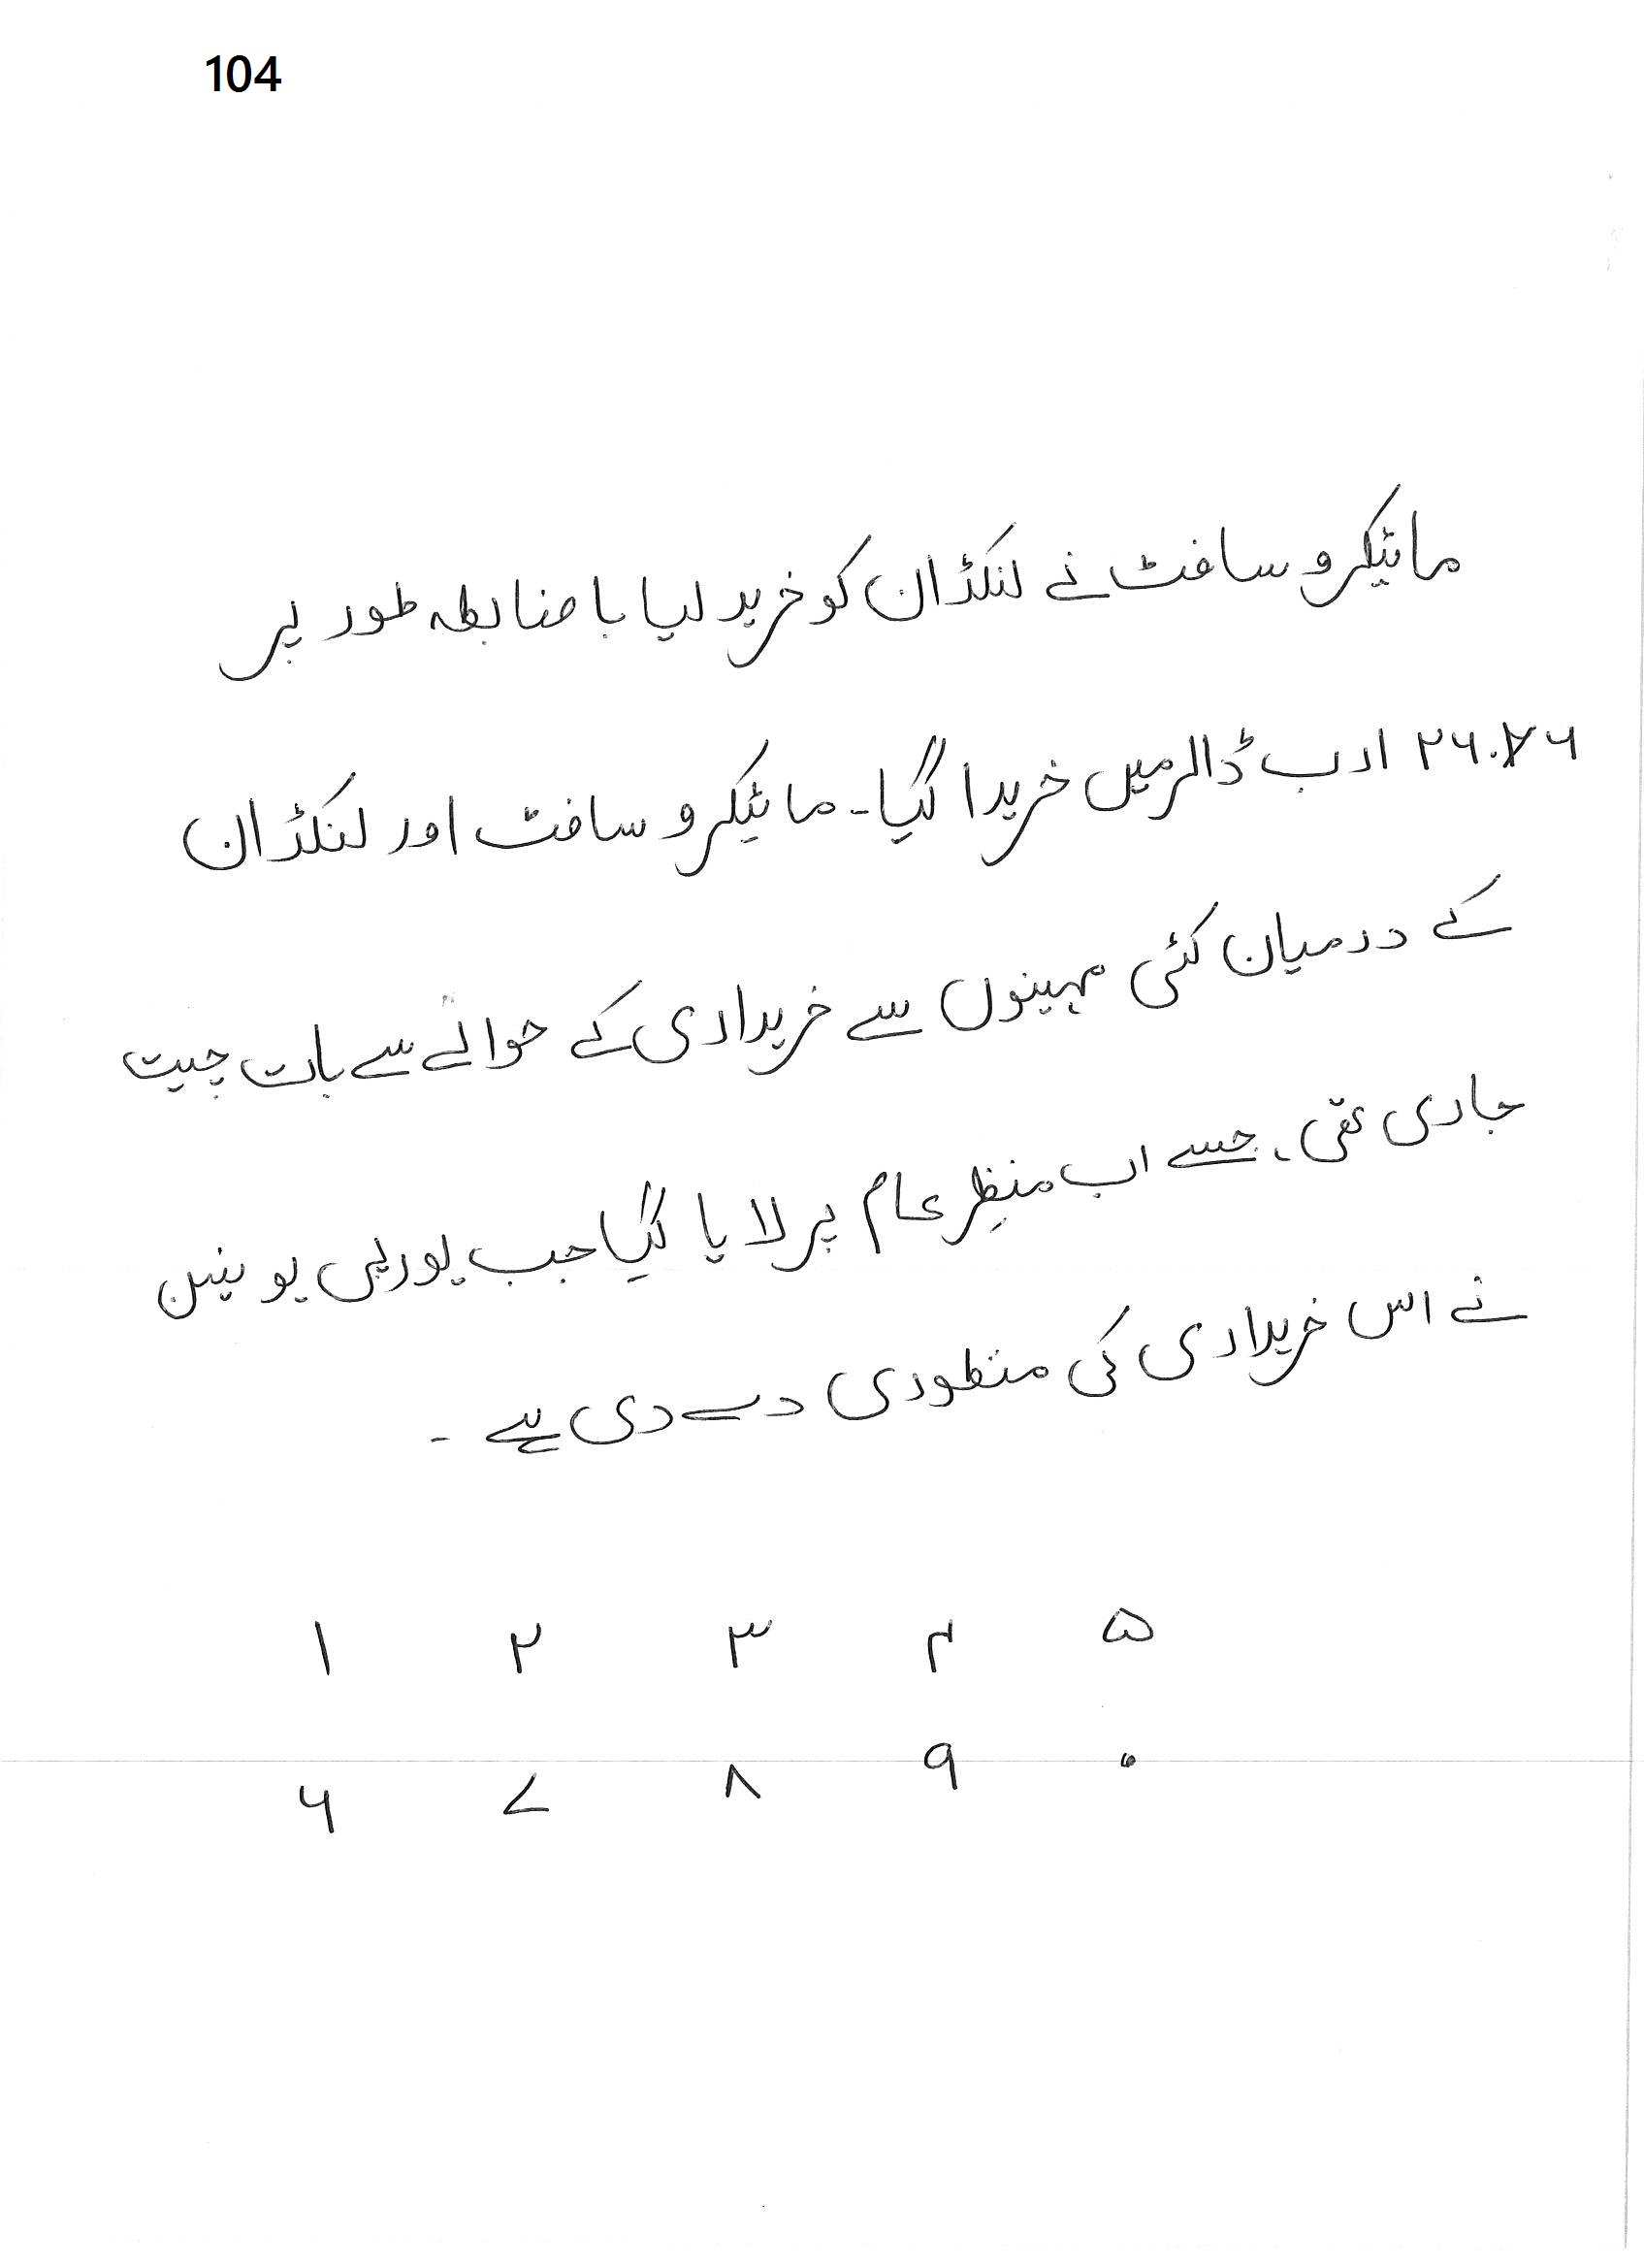 104
مائیکرو سافٹ نے لنکڈان کو خرید لیا باضابطہ طور پر
۲۶.۲۶ ارب ڈالر میں خریدا گیا۔ مائیکرو سافٹ اور لنکڈان
کے درمیان کئی مہینوں سے خریداری کے حوالے سے بات چیت
جاری تھی، جسے اب منظرِ عام پر لایا گیا جب یورپی یونین
نے اس خریداری کی منظوری دے دی ہے۔
۱ ۲ ۳ ۴ ۵
۶ ۷ ۸ ۹ ۰